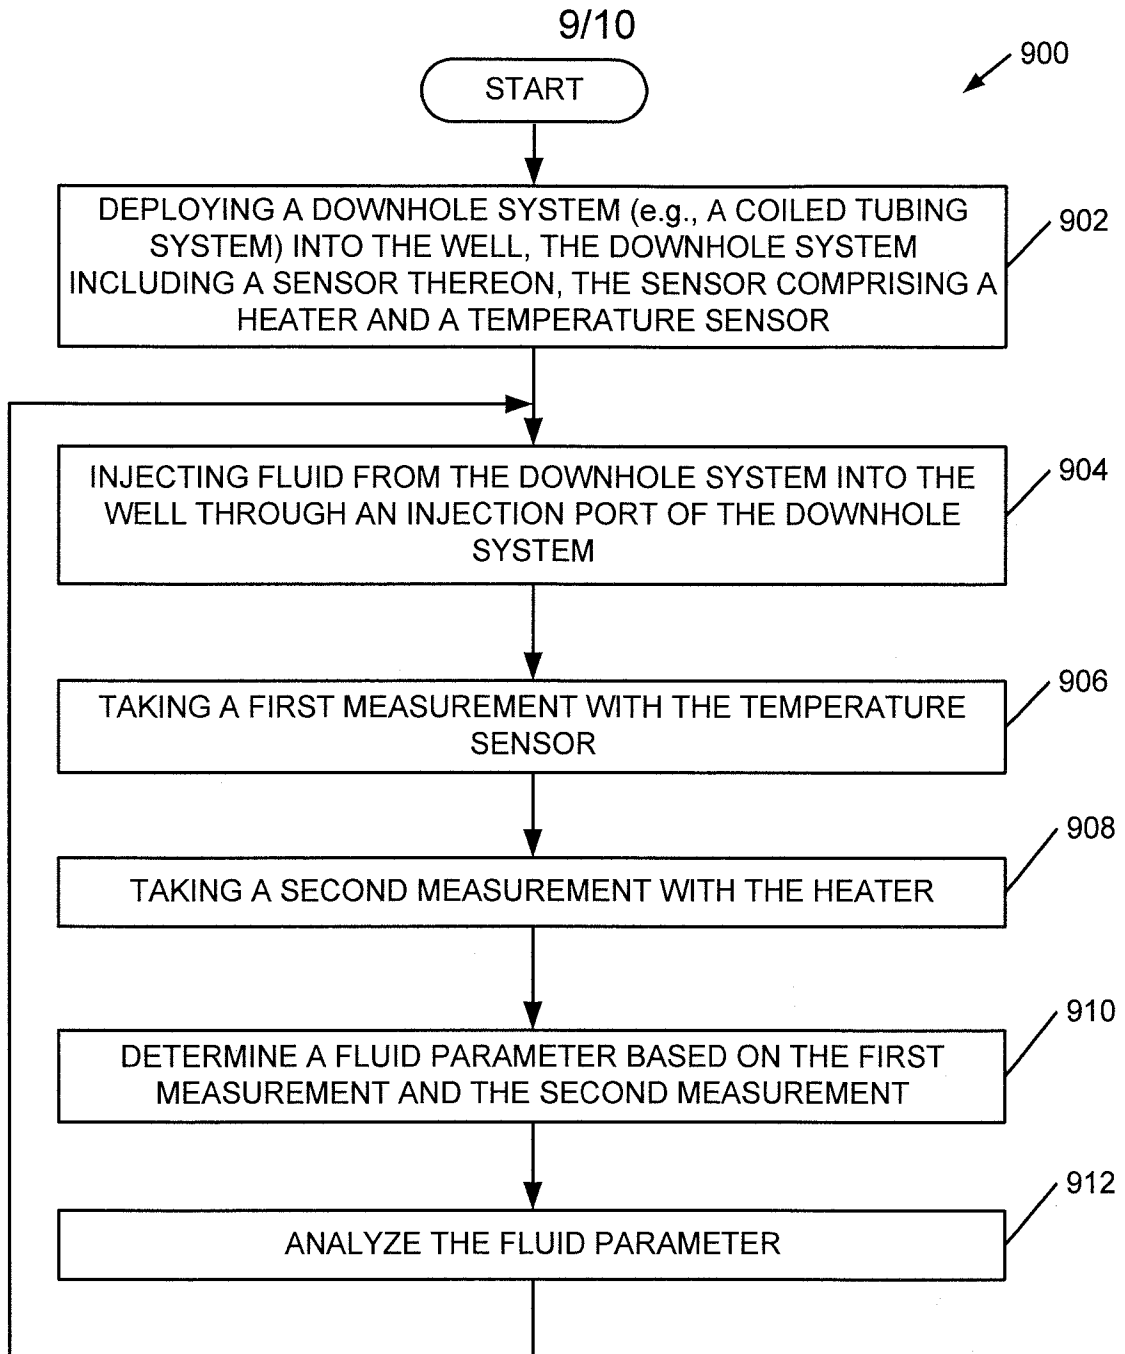 9/10
900
START
DEPLOYING A DOWNHOLE SYSTEM (e.g., A COILED TUBING
SYSTEM) INTO THE WELL, THE DOWNHOLE SYSTEM
INCLUDING A SENSOR THEREON, THE SENSOR COMPRISING A
HEATER AND A TEMPERATURE SENSOR
902
INJECTING FLUID FROM THE DOWNHOLE SYSTEM INTO THE
WELL THROUGH AN INJECTION PORT OF THE DOWNHOLE
SYSTEM
904
TAKING A FIRST MEASUREMENT WITH THE TEMPERATURE
SENSOR
906
TAKING A SECOND MEASUREMENT WITH THE HEATER
908
DETERMINE A FLUID PARAMETER BASED ON THE FIRST
MEASUREMENT AND THE SECOND MEASUREMENT
910
ANALYZE THE FLUID PARAMETER
912